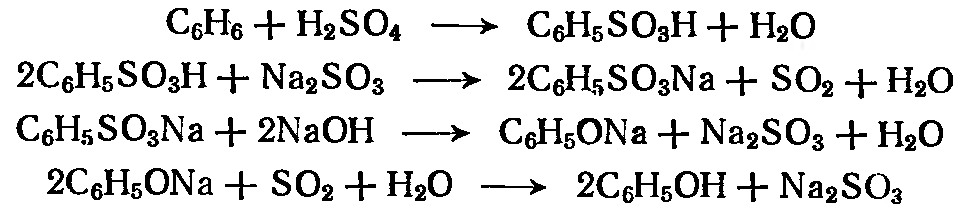 C₆H₆ + H₂SO₄ ⟶ C₆H₅SO₃H + H₂O
2C₆H₅SO₃H + Na₂SO₃ ⟶ 2C₆H₅SO₃Na + SO₂ + H₂O
C₆H₅SO₃Na + 2NaOH ⟶ C₆H₅ONa + Na₂SO₃ + H₂O
2C₆H₅ONa + SO₂ + H₂O ⟶ 2C₆H₅OH + Na₂SO₃